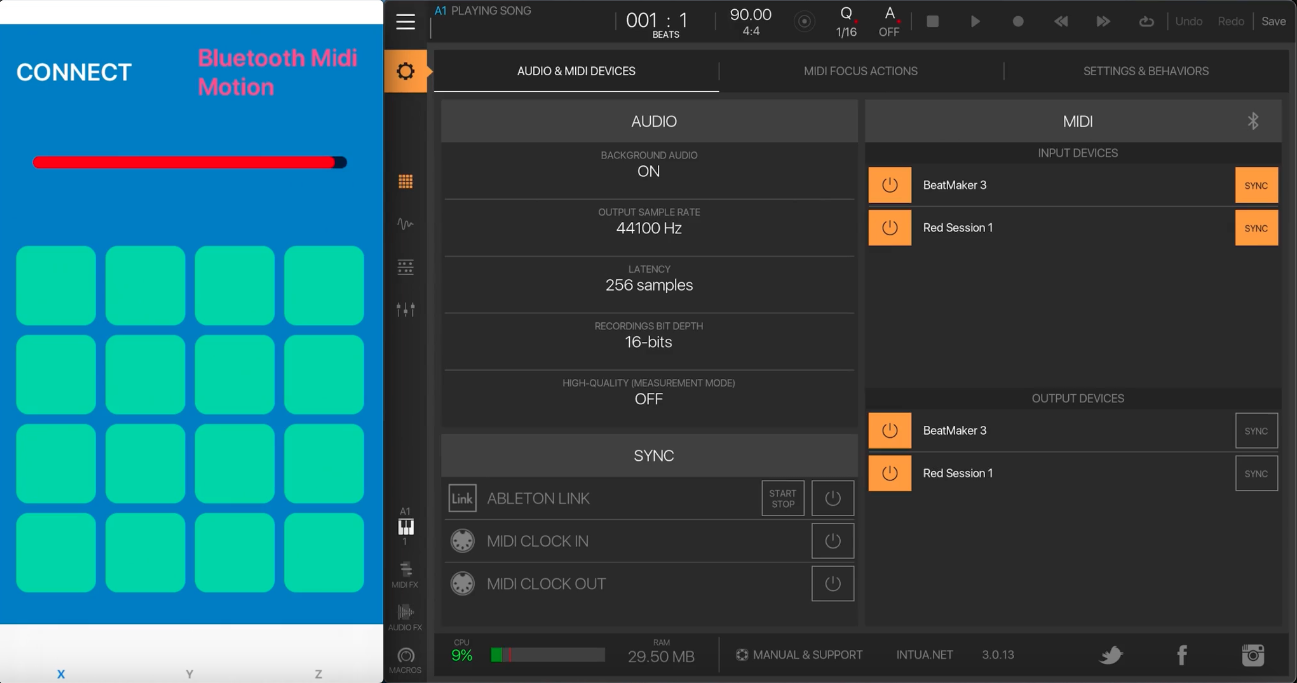 CONNECT
Bluetooth Midi
Motion
X
Y
Z
A1 PLAYING SONG
001 : 1
BEATS
90.00
4:4
Q
1/16
A
OFF
Undo
Redo
Save
AUDIO & MIDI DEVICES
MIDI FOCUS ACTIONS
SETTINGS & BEHAVIORS
A1
1
MIDI FX
AUDIO FX
MACROS
AUDIO
BACKGROUND AUDIO
ON
OUTPUT SAMPLE RATE
44100 Hz
LATENCY
256 samples
RECORDINGS BIT DEPTH
16-bits
HIGH-QUALITY (MEASUREMENT MODE)
OFF
SYNC
Link ABLETON LINK
START
STOP
MIDI CLOCK IN
MIDI CLOCK OUT
MIDI
INPUT DEVICES
BeatMaker 3
SYNC
Red Session 1
SYNC
OUTPUT DEVICES
BeatMaker 3
SYNC
Red Session 1
SYNC
CPU
9%
RAM
29.50 MB
MANUAL & SUPPORT
INTUA.NET
3.0.13